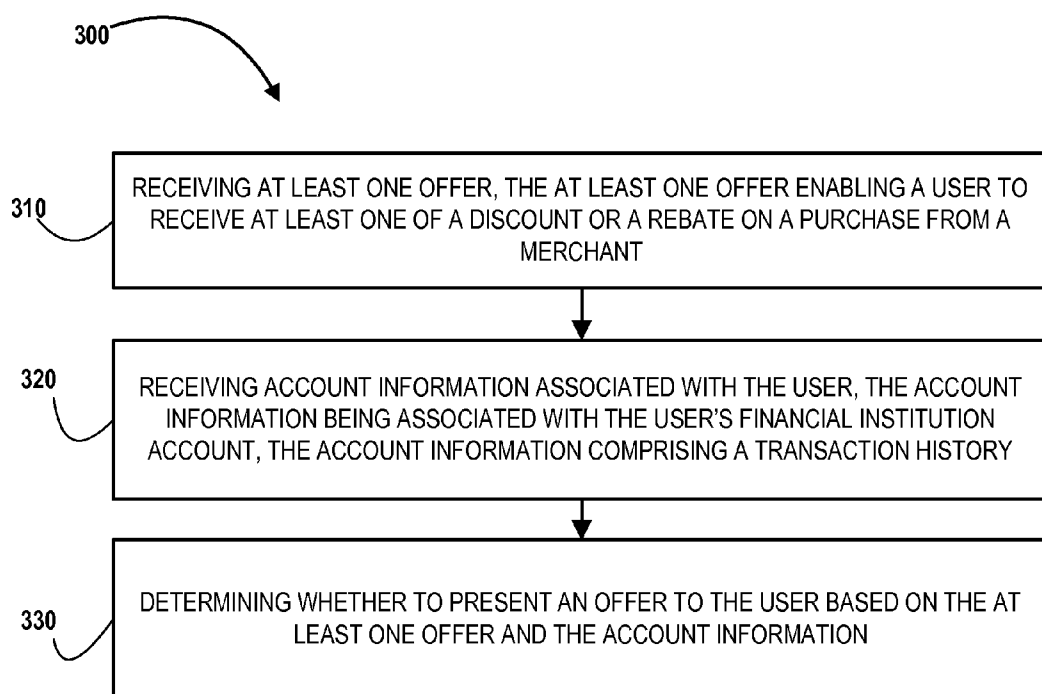 300
310
RECEIVING AT LEAST ONE OFFER, THE AT LEAST ONE OFFER ENABLING A USER TO
RECEIVE AT LEAST ONE OF A DISCOUNT OR A REBATE ON A PURCHASE FROM A
MERCHANT
320
RECEIVING ACCOUNT INFORMATION ASSOCIATED WITH THE USER, THE ACCOUNT
INFORMATION BEING ASSOCIATED WITH THE USER'S FINANCIAL INSTITUTION
ACCOUNT, THE ACCOUNT INFORMATION COMPRISING A TRANSACTION HISTORY
330
DETERMINING WHETHER TO PRESENT AN OFFER TO THE USER BASED ON THE AT
LEAST ONE OFFER AND THE ACCOUNT INFORMATION